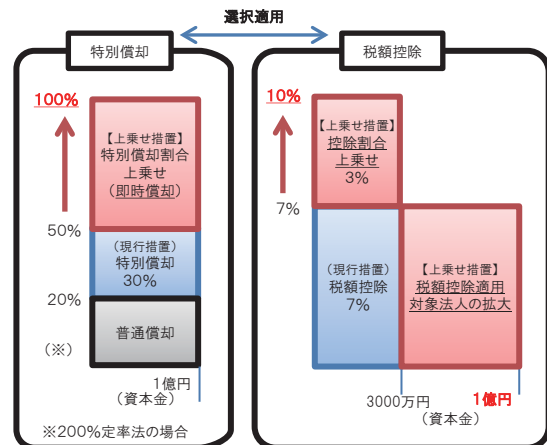 選択適用
特別償却
100%
【上乗せ措置】
特別償却割合
上乗せ
(即時償却)
50%
(現行措置)
特別償却
30%
20%
普通償却
(※)
1億円
(資本金)
※200%定率法の場合
税額控除
10%
【上乗せ措置】
控除割合
上乗せ
3%
7%
(現行措置)
税額控除
7%
【上乗せ措置】
税額控除適用
対象法人の拡大
3000万円
1億円
(資本金)